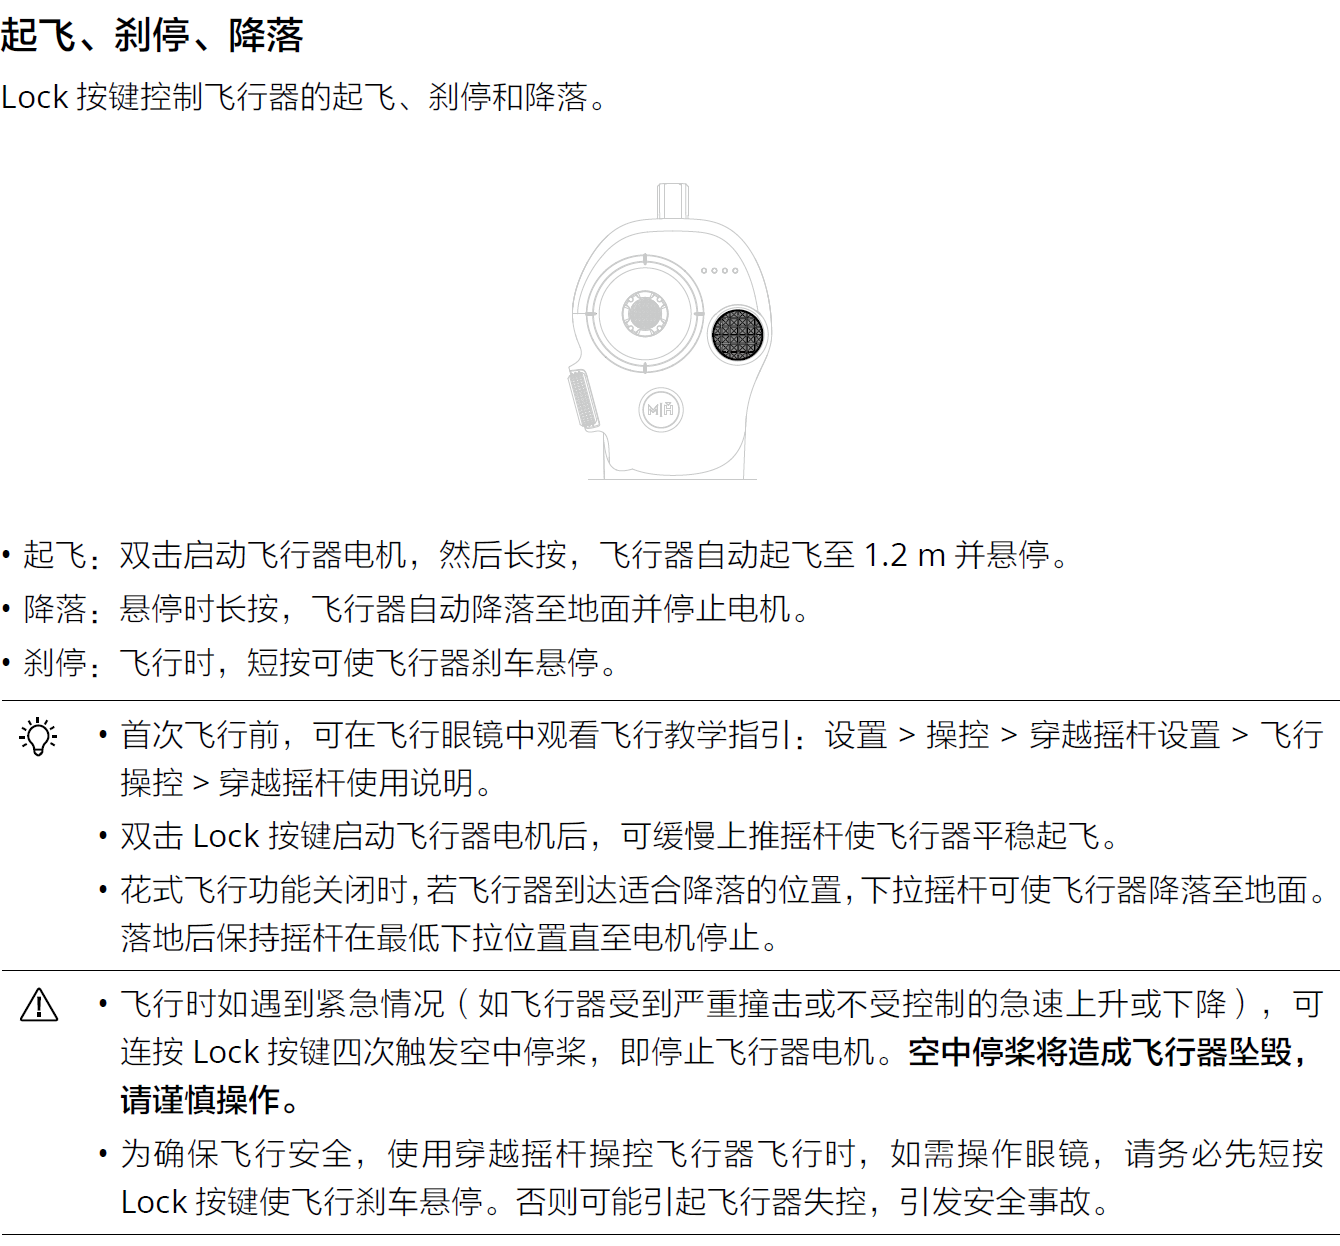 起飞、刹停、降落
Lock 按键控制飞行器的起飞、刹停和降落。
M|A
• 起飞：双击启动飞行器电机，然后长按，飞行器自动起飞至 1.2 m 并悬停。
• 降落：悬停时长按，飞行器自动降落至地面并停止电机。
• 刹停：飞行时，短按可使飞行器刹车悬停。
• 首次飞行前，可在飞行眼镜中观看飞行教学指引：设置 > 操控 > 穿越摇杆设置 > 飞行
操控 > 穿越摇杆使用说明。
• 双击 Lock 按键启动飞行器电机后，可缓慢上推摇杆使飞行器平稳起飞。
• 花式飞行功能关闭时，若飞行器到达适合降落的位置，下拉摇杆可使飞行器降落至地面。
落地后保持摇杆在最低下拉位置直至电机停止。
• 飞行时如遇到紧急情况（如飞行器受到严重撞击或不受控制的急速上升或下降），可
连按 Lock 按键四次触发空中停桨，即停止飞行器电机。空中停桨将造成飞行器坠毁，
请谨慎操作。
• 为确保飞行安全，使用穿越摇杆操控飞行器飞行时，如需操作眼镜，请务必先短按
Lock 按键使飞行刹车悬停。否则可能引起飞行器失控，引发安全事故。